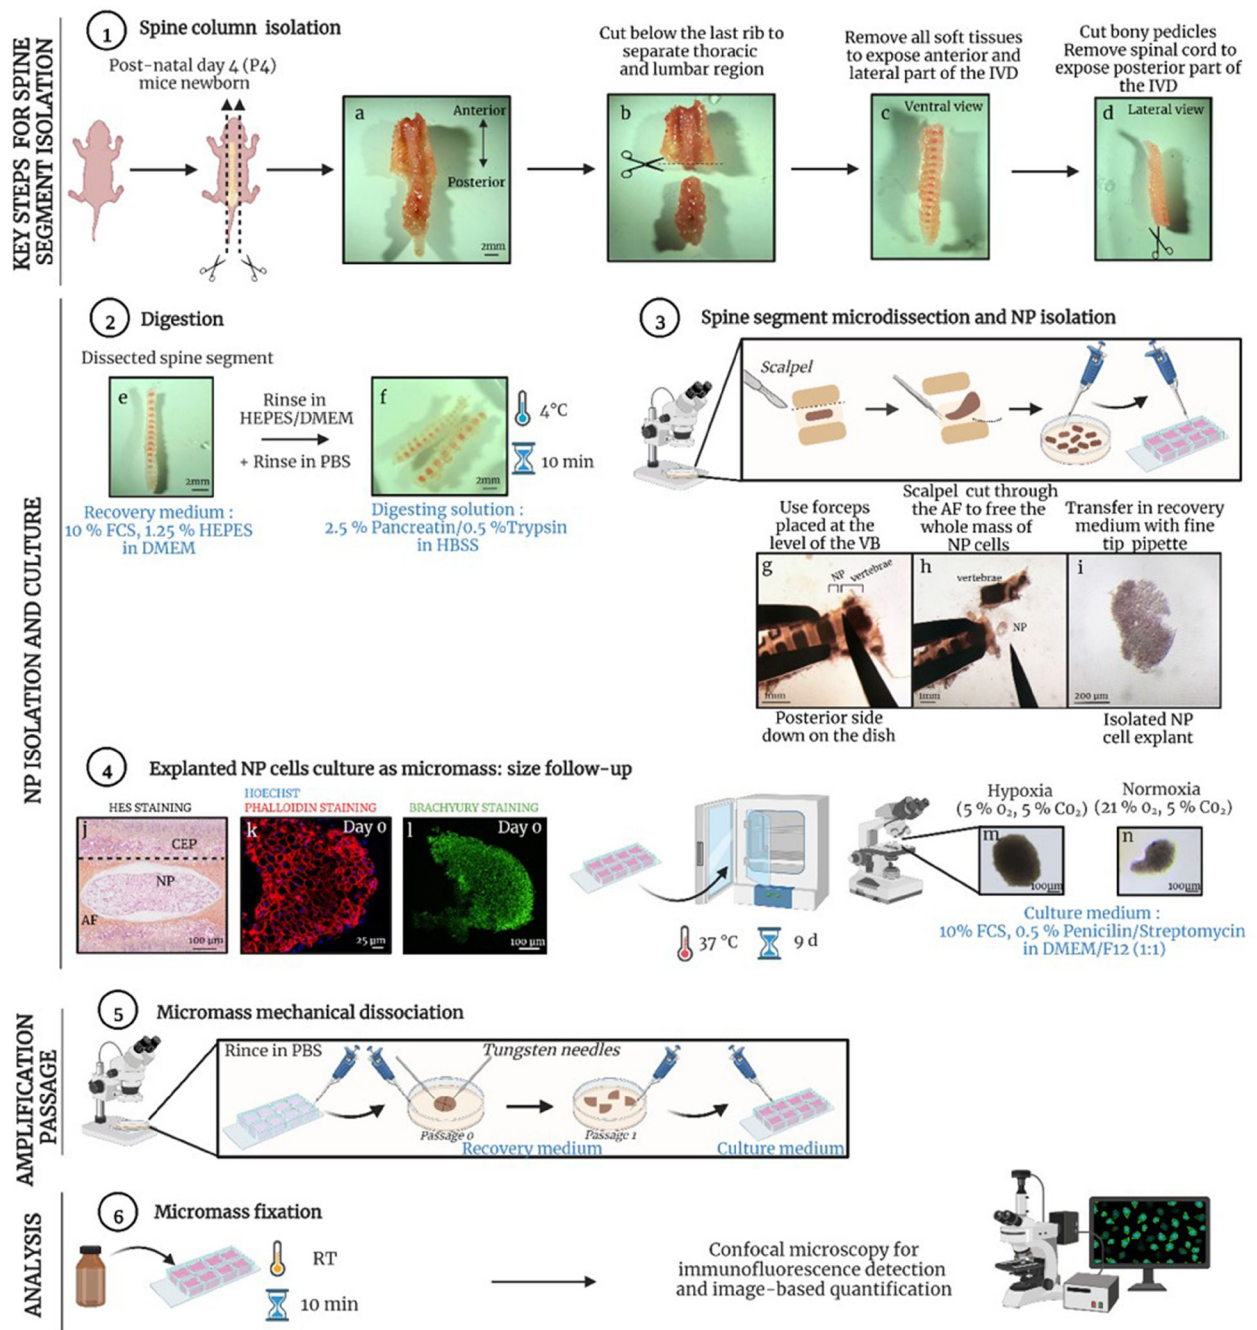 KEY STEPS FOR SPINE
SEGMENT ISOLATION
1
Spine column isolation
Post-natal day 4 (P4)
mice newborn
a
Anterior
Posterior
2mm
Cut below the last rib to
separate thoracic
and lumbar region
b
Remove all soft tissues
to expose anterior and
lateral part of the IVD
c
Ventral view
Cut bony pedicles
Remove spinal cord to
expose posterior part of
the IVD
d
Lateral view
NP ISOLATION AND CULTURE
2
Digestion
Dissected spine segment
e
2mm
Recovery medium :
10 % FCS, 1.25 % HEPES
in DMEM
Rinse in
HEPES/DMEM
+ Rinse in PBS
f
2mm
4°C
10 min
Digesting solution :
2.5 % Pancreatin/0.5 %Trypsin
in HBSS
3
Spine segment microdissection and NP isolation
Scalpel
Use forceps
placed at the
level of the VB
Scalpel cut through
the AF to free the
whole mass of
NP cells
Transfer in recovery
medium with fine
tip pipette
g
NP
vertebrae
1mm
h
vertebrae
NP
1mm
i
200 µm
Posterior side
down on the dish
Isolated NP
cell explant
4
Explanted NP cells culture as micromass: size follow-up
HES STAINING
j
CEP
NP
AF
100 µm
HOECHST
PHALLOIDIN STAINING
k
Day 0
25 µm
BRACHYURY STAINING
l
Day 0
100 µm
37 °C
9 d
Hypoxia
(5 % O₂, 5 % CO₂)
m
100µm
Normoxia
(21 % O₂, 5 % CO₂)
n
100µm
Culture medium :
10% FCS, 0.5 % Penicilin/Streptomycin
in DMEM/F12 (1:1)
AMPLIFICATION
PASSAGE
5
Micromass mechanical dissociation
Rince in PBS
Tungsten needles
Passage 0
Recovery medium
Passage 1
Culture medium
ANALYSIS
6
Micromass fixation
RT
10 min
Confocal microscopy for
immunofluorescence detection
and image-based quantification